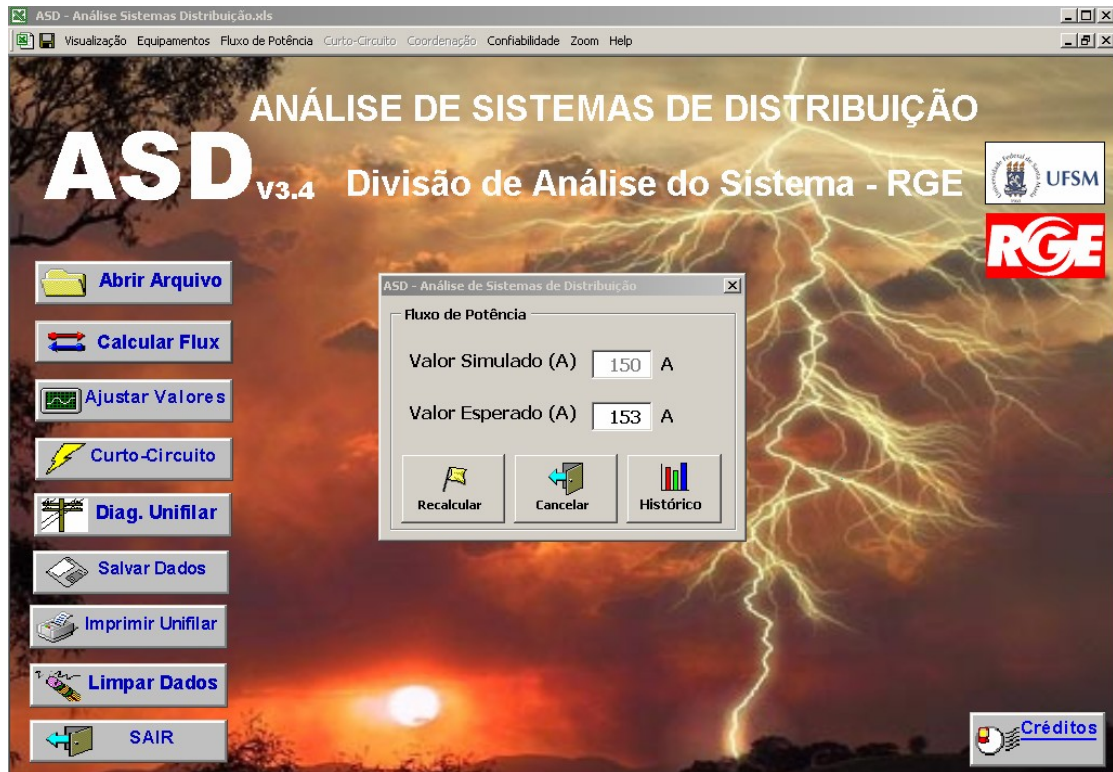 ASD - Análise Sistemas Distribuição.xls
Visualização Equipamentos Fluxo de Potência Curto-Circuito Coordenação Confiabilidade Zoom Help
ANÁLISE DE SISTEMAS DE DISTRIBUIÇÃO
ASD V3.4 Divisão de Análise do Sistema - RGE
UFSM
RGE
Abrir Arquivo
Calcular Flux
Ajustar Valores
Curto-Circuito
Diag. Unifilar
Salvar Dados
Imprimir Unifilar
Limpar Dados
SAIR
ASD - Análise de Sistemas de Distribuição
Fluxo de Potência
Valor Simulado (A) 150 A
Valor Esperado (A) 153 A
Recalcular Cancelar Histórico
Créditos